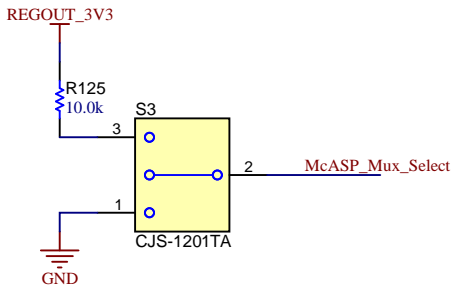 REGOUT_3V3
R125
10.0k
S3
3
2
McASP_Mux_Select
1
CJS-1201TA
GND